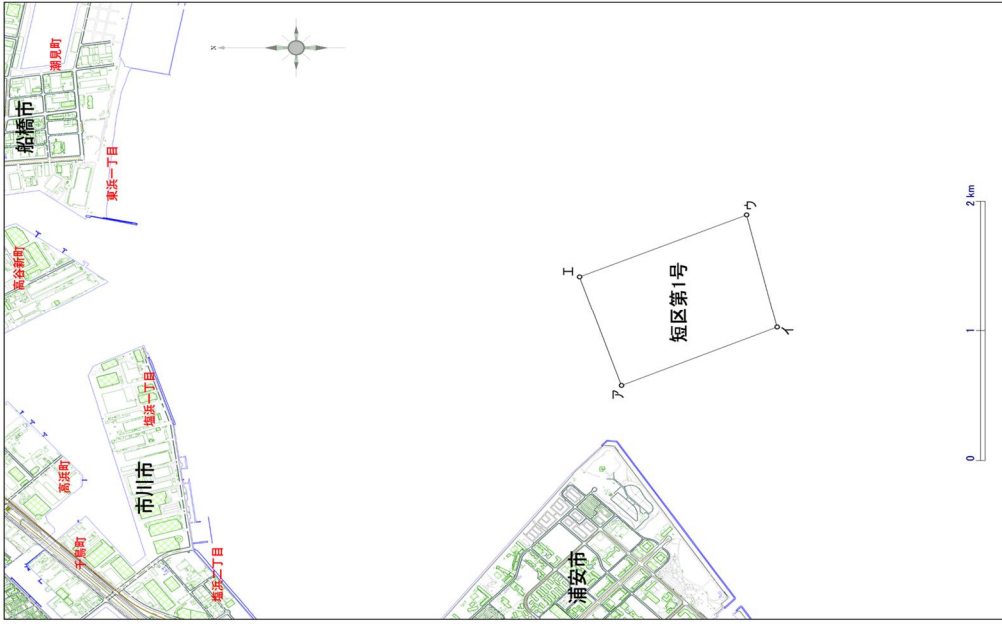 船橋市
潮見町
東浜一丁目
高谷新町
塩浜一丁目
市川市
高浜町
千鳥町
塩浜二丁目
浦安市
N
エ
ウ
短区第1号
ア
イ
0 1 2 km